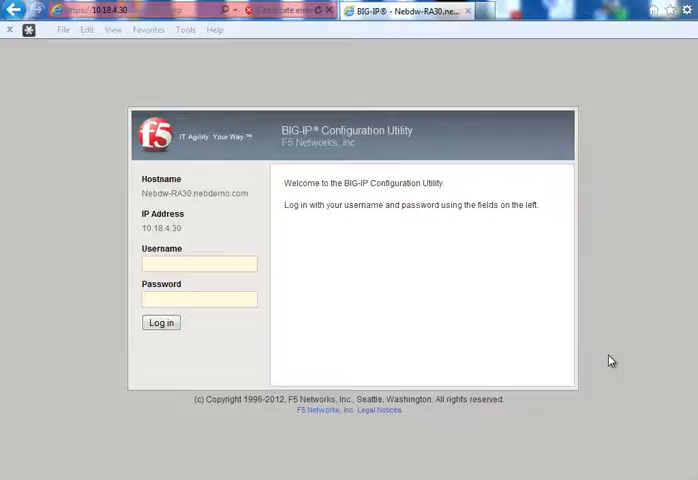 https://10.18.4.30
Certificate error
BIG-IP® - Nebdw-RA30.ne...
File Edit View Favorites Tools Help
f5
IT Agility. Your Way.™
BIG-IP® Configuration Utility
F5 Networks, Inc.
Hostname
Nebdw-RA30.nebdemo.com
IP Address
10.18.4.30
Username
Password
Log in
Welcome to the BIG-IP Configuration Utility.
Log in with your username and password using the fields on the left.
(c) Copyright 1996-2012, F5 Networks, Inc., Seattle, Washington. All rights reserved.
F5 Networks, Inc. Legal Notices